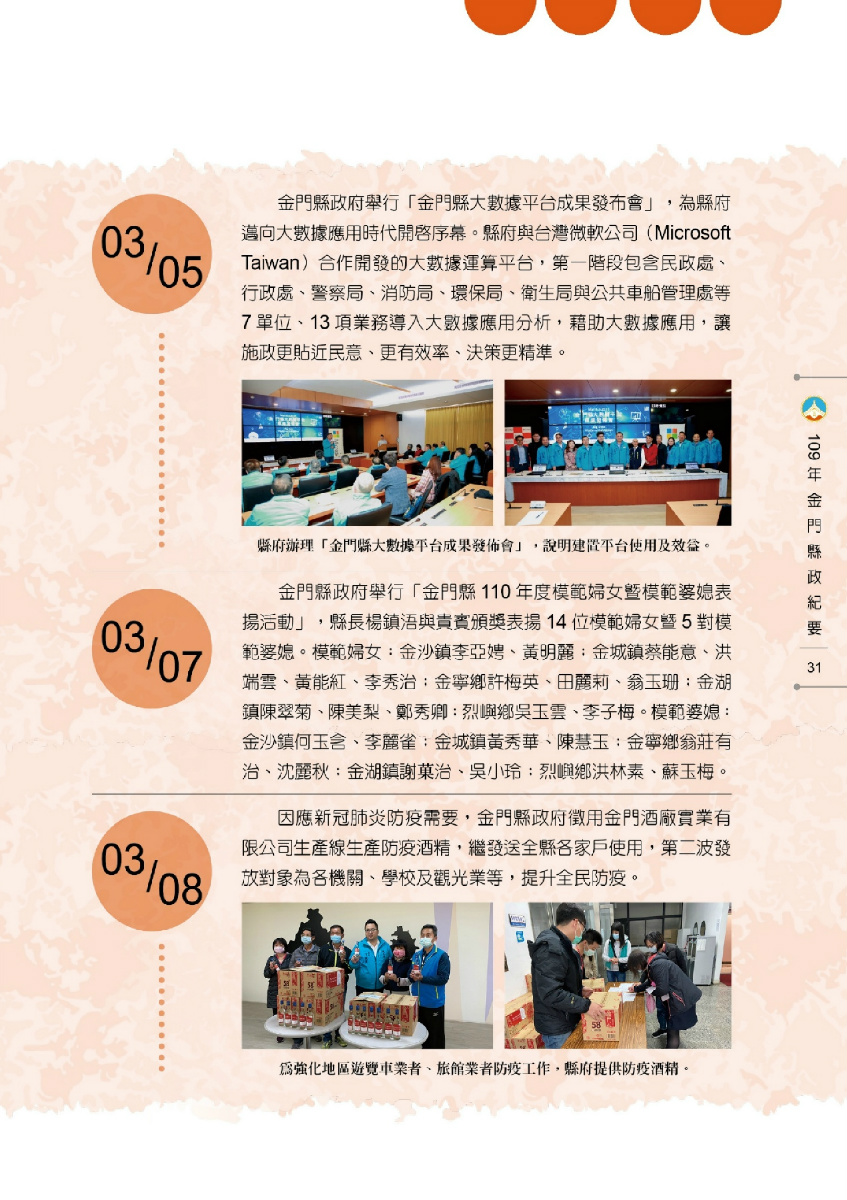 03/05
金門縣政府舉行「金門縣大數據平台成果發布會」，為縣府
邁向大數據應用時代開啓序幕。縣府與台灣微軟公司（Microsoft
Taiwan）合作開發的大數據運算平台，第一階段包含民政處、
行政處、警察局、消防局、環保局、衛生局與公共車船管理處等
7 單位、13 項業務導入大數據應用分析，藉助大數據應用，讓
施政更貼近民意、更有效率、決策更精準。
縣府辦理「金門縣大數據平台成果發佈會」，說明建置平台使用及效益。
03/07
金門縣政府舉行「金門縣 110 年度模範婦女暨模範婆媳表
揚活動」，縣長楊鎮浯與貴賓頒獎表揚 14 位模範婦女暨 5 對模
範婆媳。模範婦女：金沙鎮李亞娉、黃明麗；金城鎮蔡能意、洪
端雲、黃能紅、李秀治；金寧鄉許梅英、田麗莉、翁玉珊；金湖
鎮陳翠菊、陳美梨、鄭秀卿；烈嶼鄉吳玉雲、李子梅。模範婆媳：
金沙鎮何玉含、李麗雀；金城鎮黃秀華、陳慧玉；金寧鄉翁莊有
治、沈麗秋；金湖鎮謝菓治、吳小玲；烈嶼鄉洪林素、蘇玉梅。
03/08
因應新冠肺炎防疫需要，金門縣政府徵用金門酒廠實業有
限公司生產線生產防疫酒精，繼發送全縣各家戶使用，第二波發
放對象為各機關、學校及觀光業等，提升全民防疫。
58
58
為強化地區遊覽車業者、旅館業者防疫工作，縣府提供防疫酒精。
109年金門縣政紀要
31